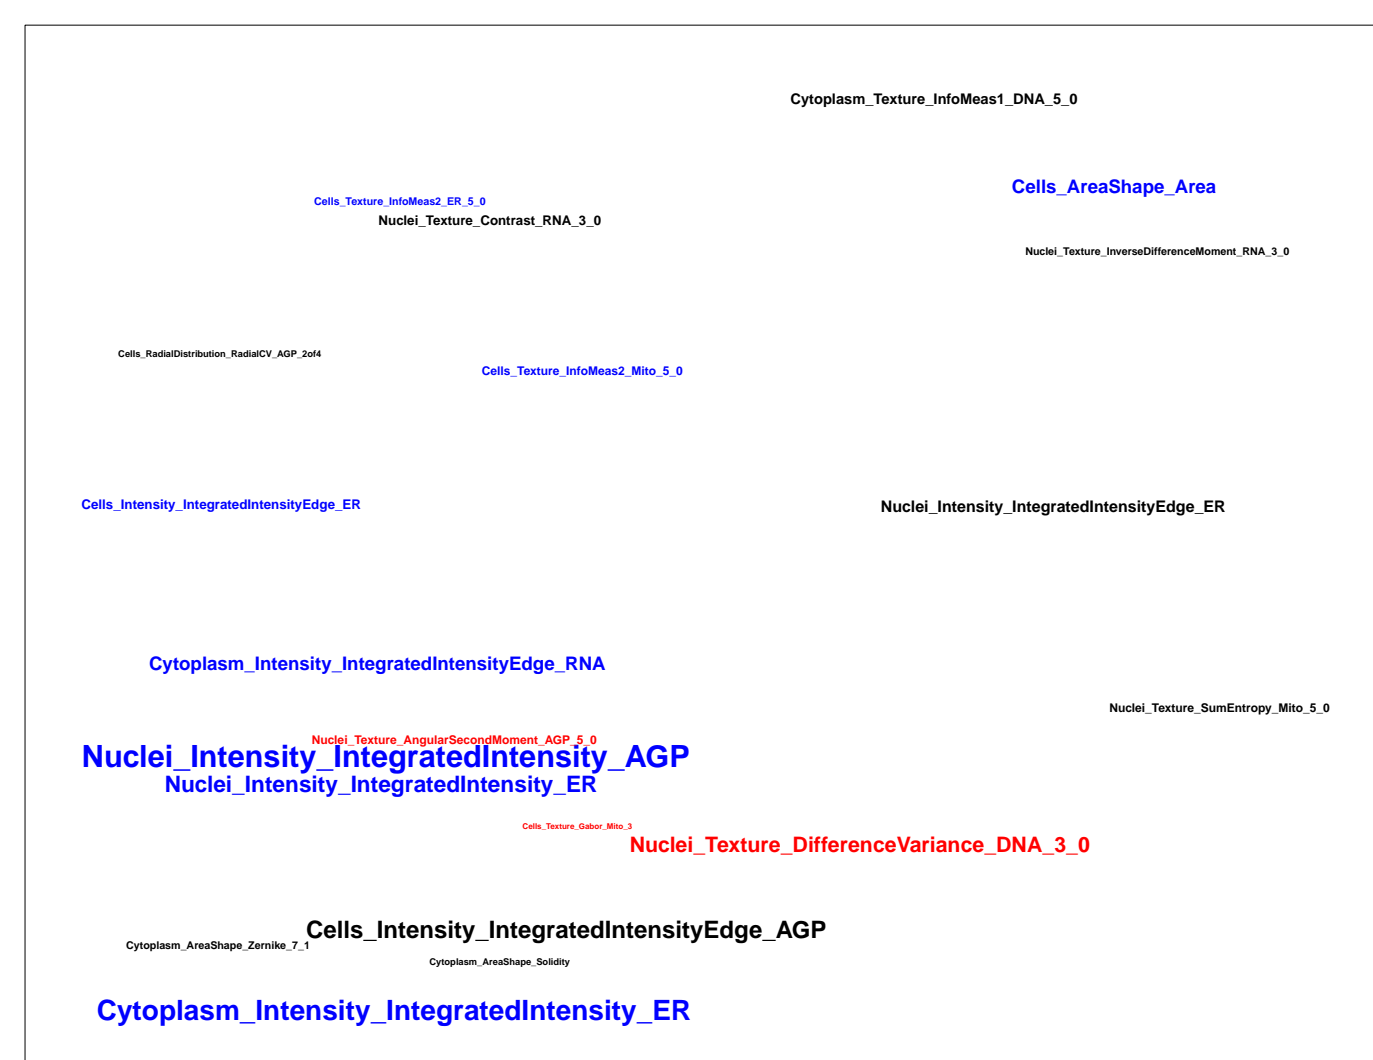 Cytoplasm_Texture_InfoMeas1_DNA_5_0
Cells_AreaShape_Area
Cells_Texture_InfoMeas2_ER_5_0
Nuclei_Texture_Contrast_RNA_3_0
Nuclei_Texture_InverseDifferenceMoment_RNA_3_0
Cells_RadialDistribution_RadialCV_AGP_2of4
Cells_Texture_InfoMeas2_Mito_5_0
Cells_Intensity_IntegratedIntensityEdge_ER
Nuclei_Intensity_IntegratedIntensityEdge_ER
Cytoplasm_Intensity_IntegratedIntensityEdge_RNA
Nuclei_Texture_SumEntropy_Mito_5_0
Nuclei_Texture_AngularSecondMoment_AGP_5_0
Nuclei_Intensity_IntegratedIntensity_AGP
Nuclei_Intensity_IntegratedIntensity_ER
Cells_Texture_Gabor_Mito_3
Nuclei_Texture_DifferenceVariance_DNA_3_0
Cells_Intensity_IntegratedIntensityEdge_AGP
Cytoplasm_AreaShape_Zernike_7_1
Cytoplasm_AreaShape_Solidity
Cytoplasm_Intensity_IntegratedIntensity_ER